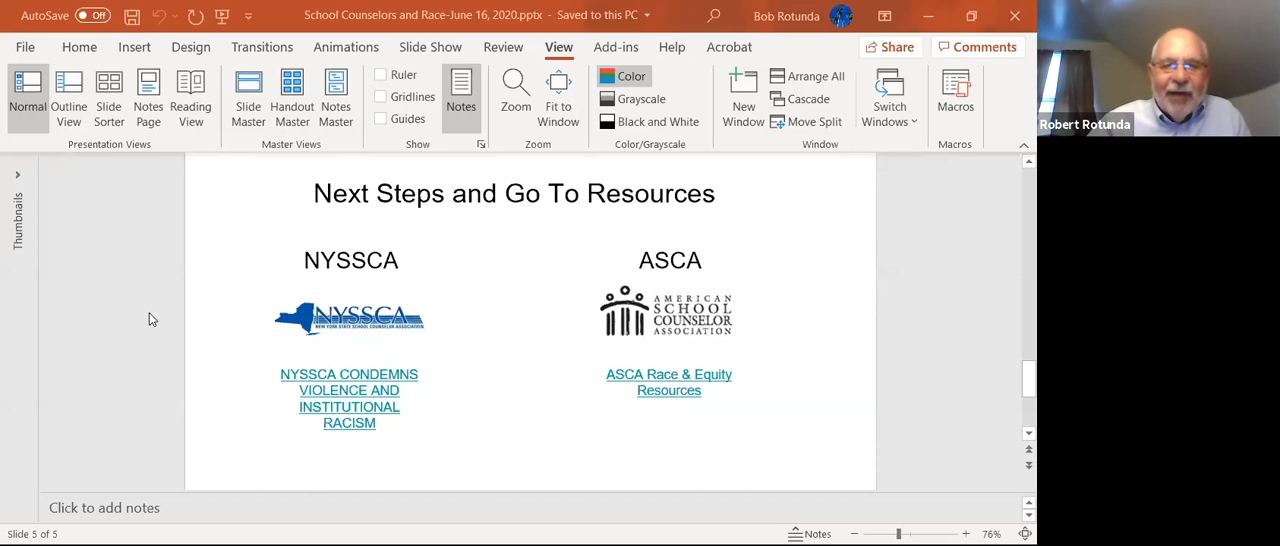 AutoSave Off School Counselors and Race-June 16, 2020.pptx - Saved to this PC Bob Rotunda
File Home Insert Design Transitions Animations Slide Show Review View Add-ins Help Acrobat Share Comments
Normal
Outline View
Slide Sorter
Notes Page
Reading View
Presentation Views
Slide Master
Handout Master
Notes Master
Master Views
Ruler
Gridlines
Guides
Show
Notes
Zoom
Fit to Window
Zoom
Color
Grayscale
Black and White
Color/Grayscale
New Window
Arrange All
Cascade
Move Split
Switch Windows
Window
Macros
Macros
Robert Rotunda
Thumbnails
Next Steps and Go To Resources
NYSSCA
NYSSCA
NEW YORK STATE SCHOOL COUNSELOR ASSOCIATION
NYSSCA CONDEMNS
VIOLENCE AND
INSTITUTIONAL
RACISM
ASCA
AMERICAN
SCHOOL
COUNSELOR
ASSOCIATION
ASCA Race & Equity
Resources
Click to add notes
Slide 5 of 5 Notes 76%